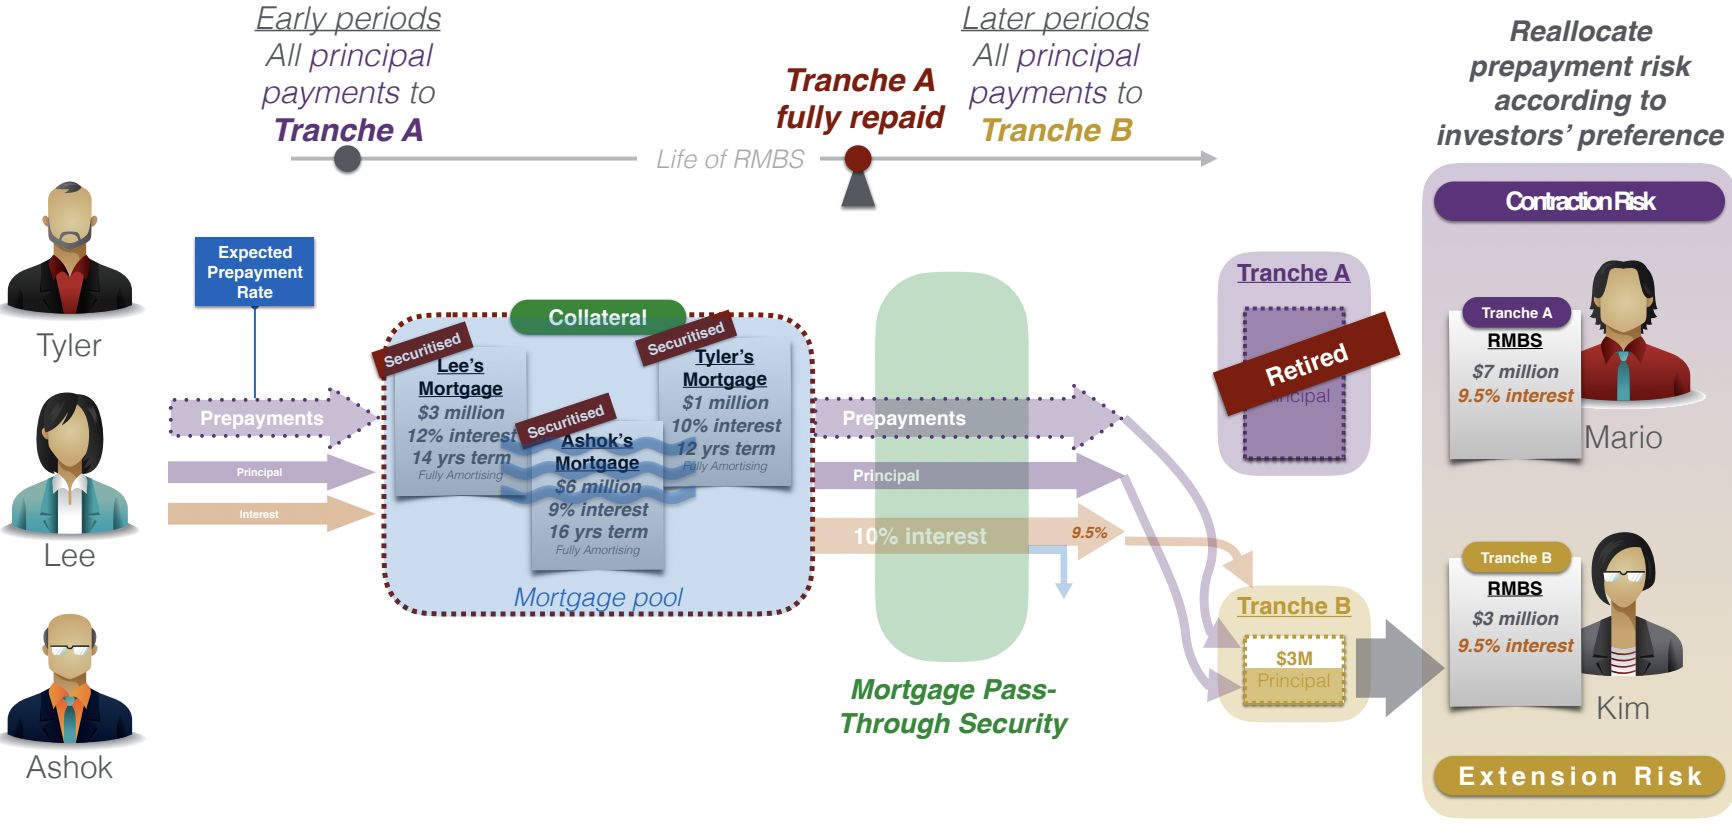 Early periods
All principal
payments to
Tranche A
Tranche A
fully repaid
Later periods
All principal
payments to
Tranche B
Reallocate
prepayment risk
according to
investors' preference
Life of RMBS
Contraction Risk
Tyler
Expected
Prepayment
Rate
Collateral
Securitised
Lee's
Mortgage
$3 million
12% interest
14 yrs term
Fully Amortising
Securitised
Ashok's
Mortgage
$6 million
9% interest
16 yrs term
Fully Amortising
Securitised
Tyler's
Mortgage
$1 million
10% interest
12 yrs term
Fully Amortising
Mortgage pool
Prepayments
Principal
Interest
Lee
Ashok
Prepayments
Principal
10% interest
9.5%
Mortgage Pass-
Through Security
Tranche A
Retired
Tranche B
$3M
Principal
Tranche A
RMBS
$7 million
9.5% interest
Mario
Tranche B
RMBS
$3 million
9.5% interest
Kim
Extension Risk